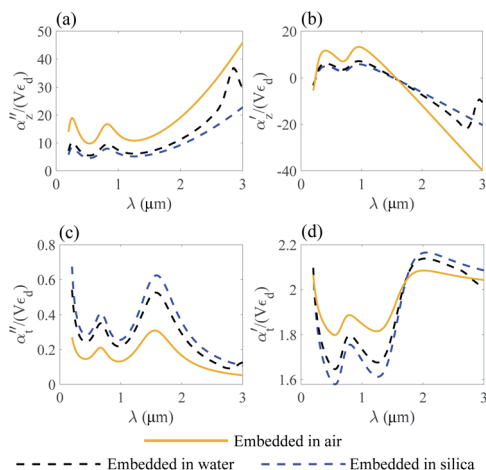 (a) (b)
α″z/(Vϵd) 50 40 30 20 10 0
0 1 2 3
λ (μm)
α′z/(Vϵd) 20 0 -20 -40
0 1 2 3
λ (μm)
(c) (d)
α″t/(Vϵd) 0.8 0.6 0.4 0.2 0
0 1 2 3
λ (μm)
α′t/(Vϵd) 2.2 2 1.8 1.6
0 1 2 3
λ (μm)
Embedded in air
Embedded in water Embedded in silica